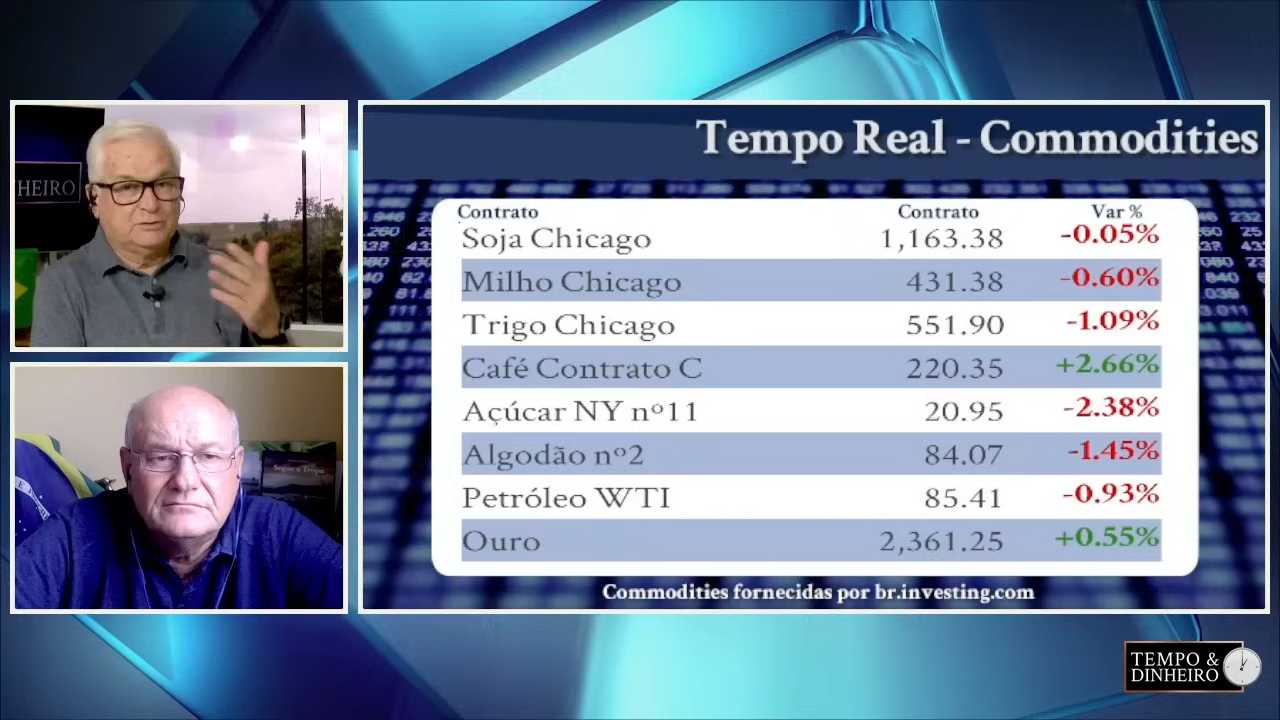 HEIRO
Segue a Tropa
Tempo Real - Commodities
Contrato Contrato Var %
Soja Chicago 1,163.38 -0.05%
Milho Chicago 431.38 -0.60%
Trigo Chicago 551.90 -1.09%
Café Contrato C 220.35 +2.66%
Açúcar NY nº11 20.95 -2.38%
Algodão nº2 84.07 -1.45%
Petróleo WTI 85.41 -0.93%
Ouro 2,361.25 +0.55%
Commodities fornecidas por br.investing.com
TEMPO &
DINHEIRO